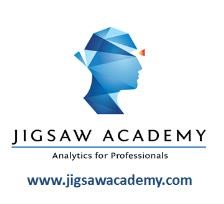 JIGSAW ACADEMY
Analytics for Professionals
www.jigsawacademy.com